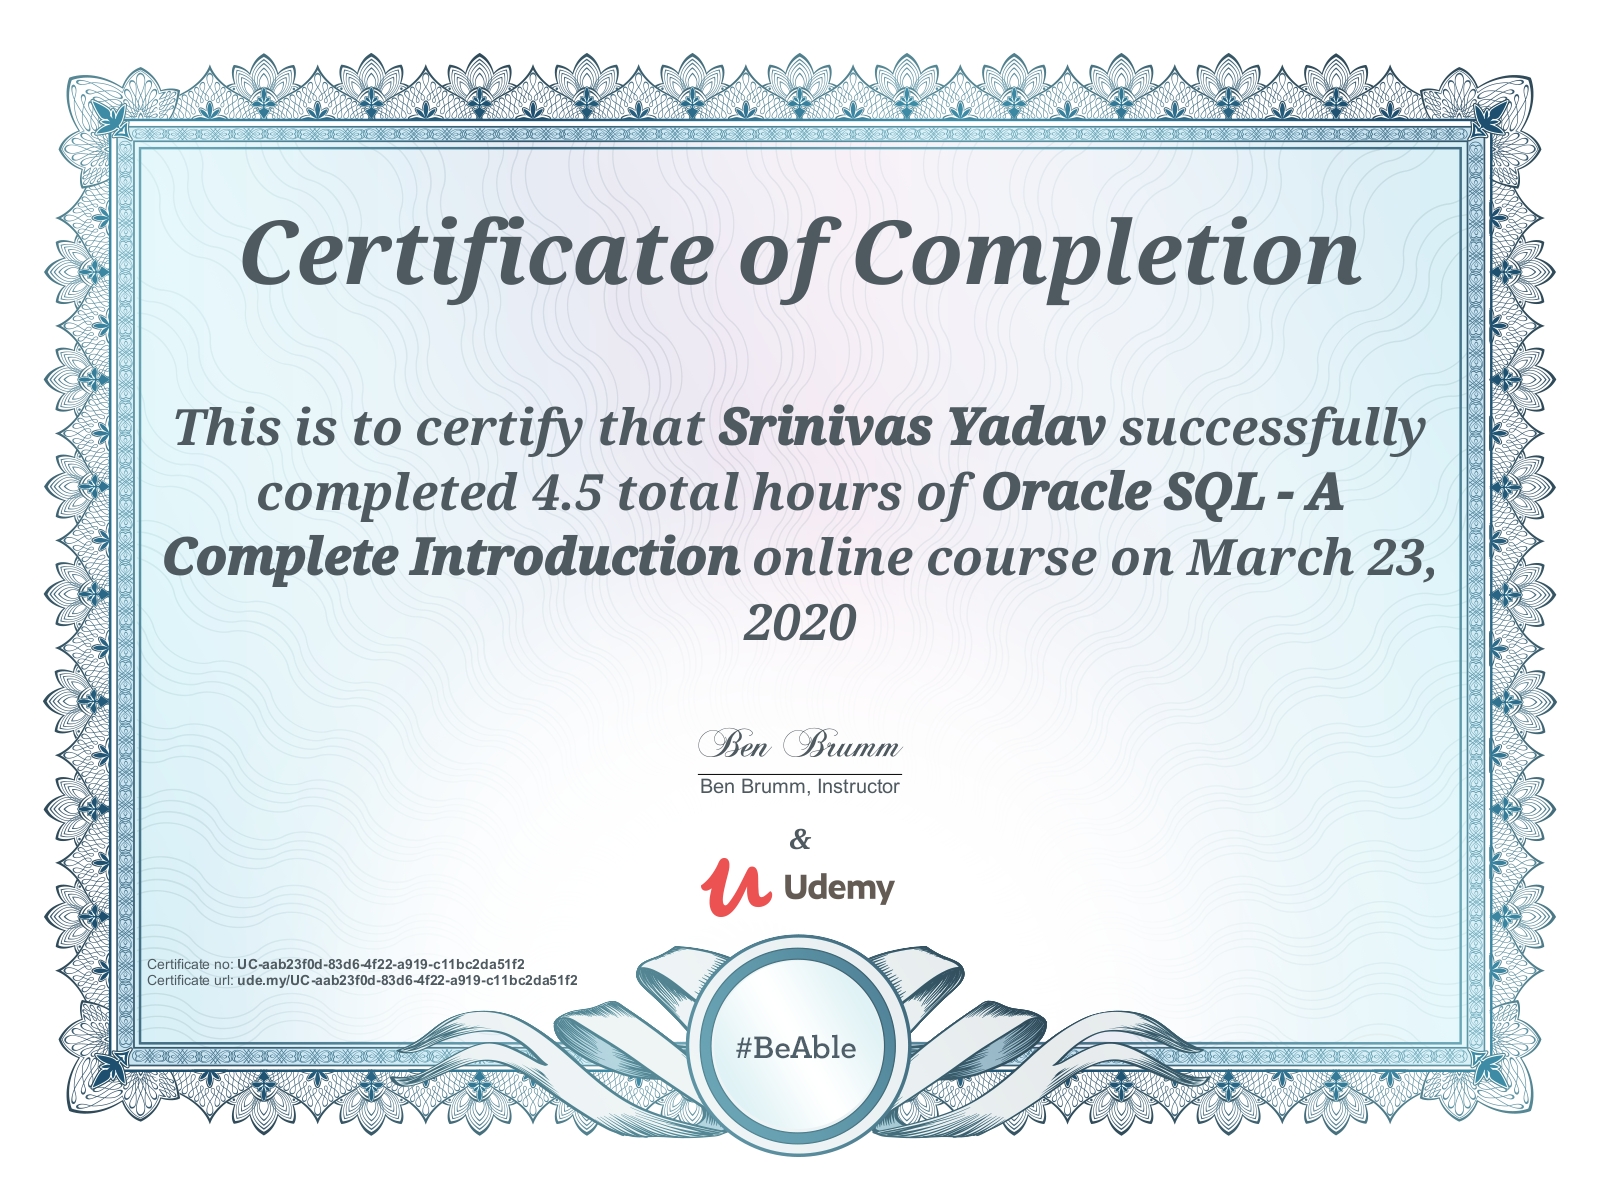 Certificate of Completion
This is to certify that Srinivas Yadav successfully
completed 4.5 total hours of Oracle SQL - A
Complete Introduction online course on March 23,
2020
Ben Brumm
Ben Brumm, Instructor
&
Udemy
Certificate no: UC-aab23f0d-83d6-4f22-a919-c11bc2da51f2
Certificate url: ude.my/UC-aab23f0d-83d6-4f22-a919-c11bc2da51f2
#BeAble